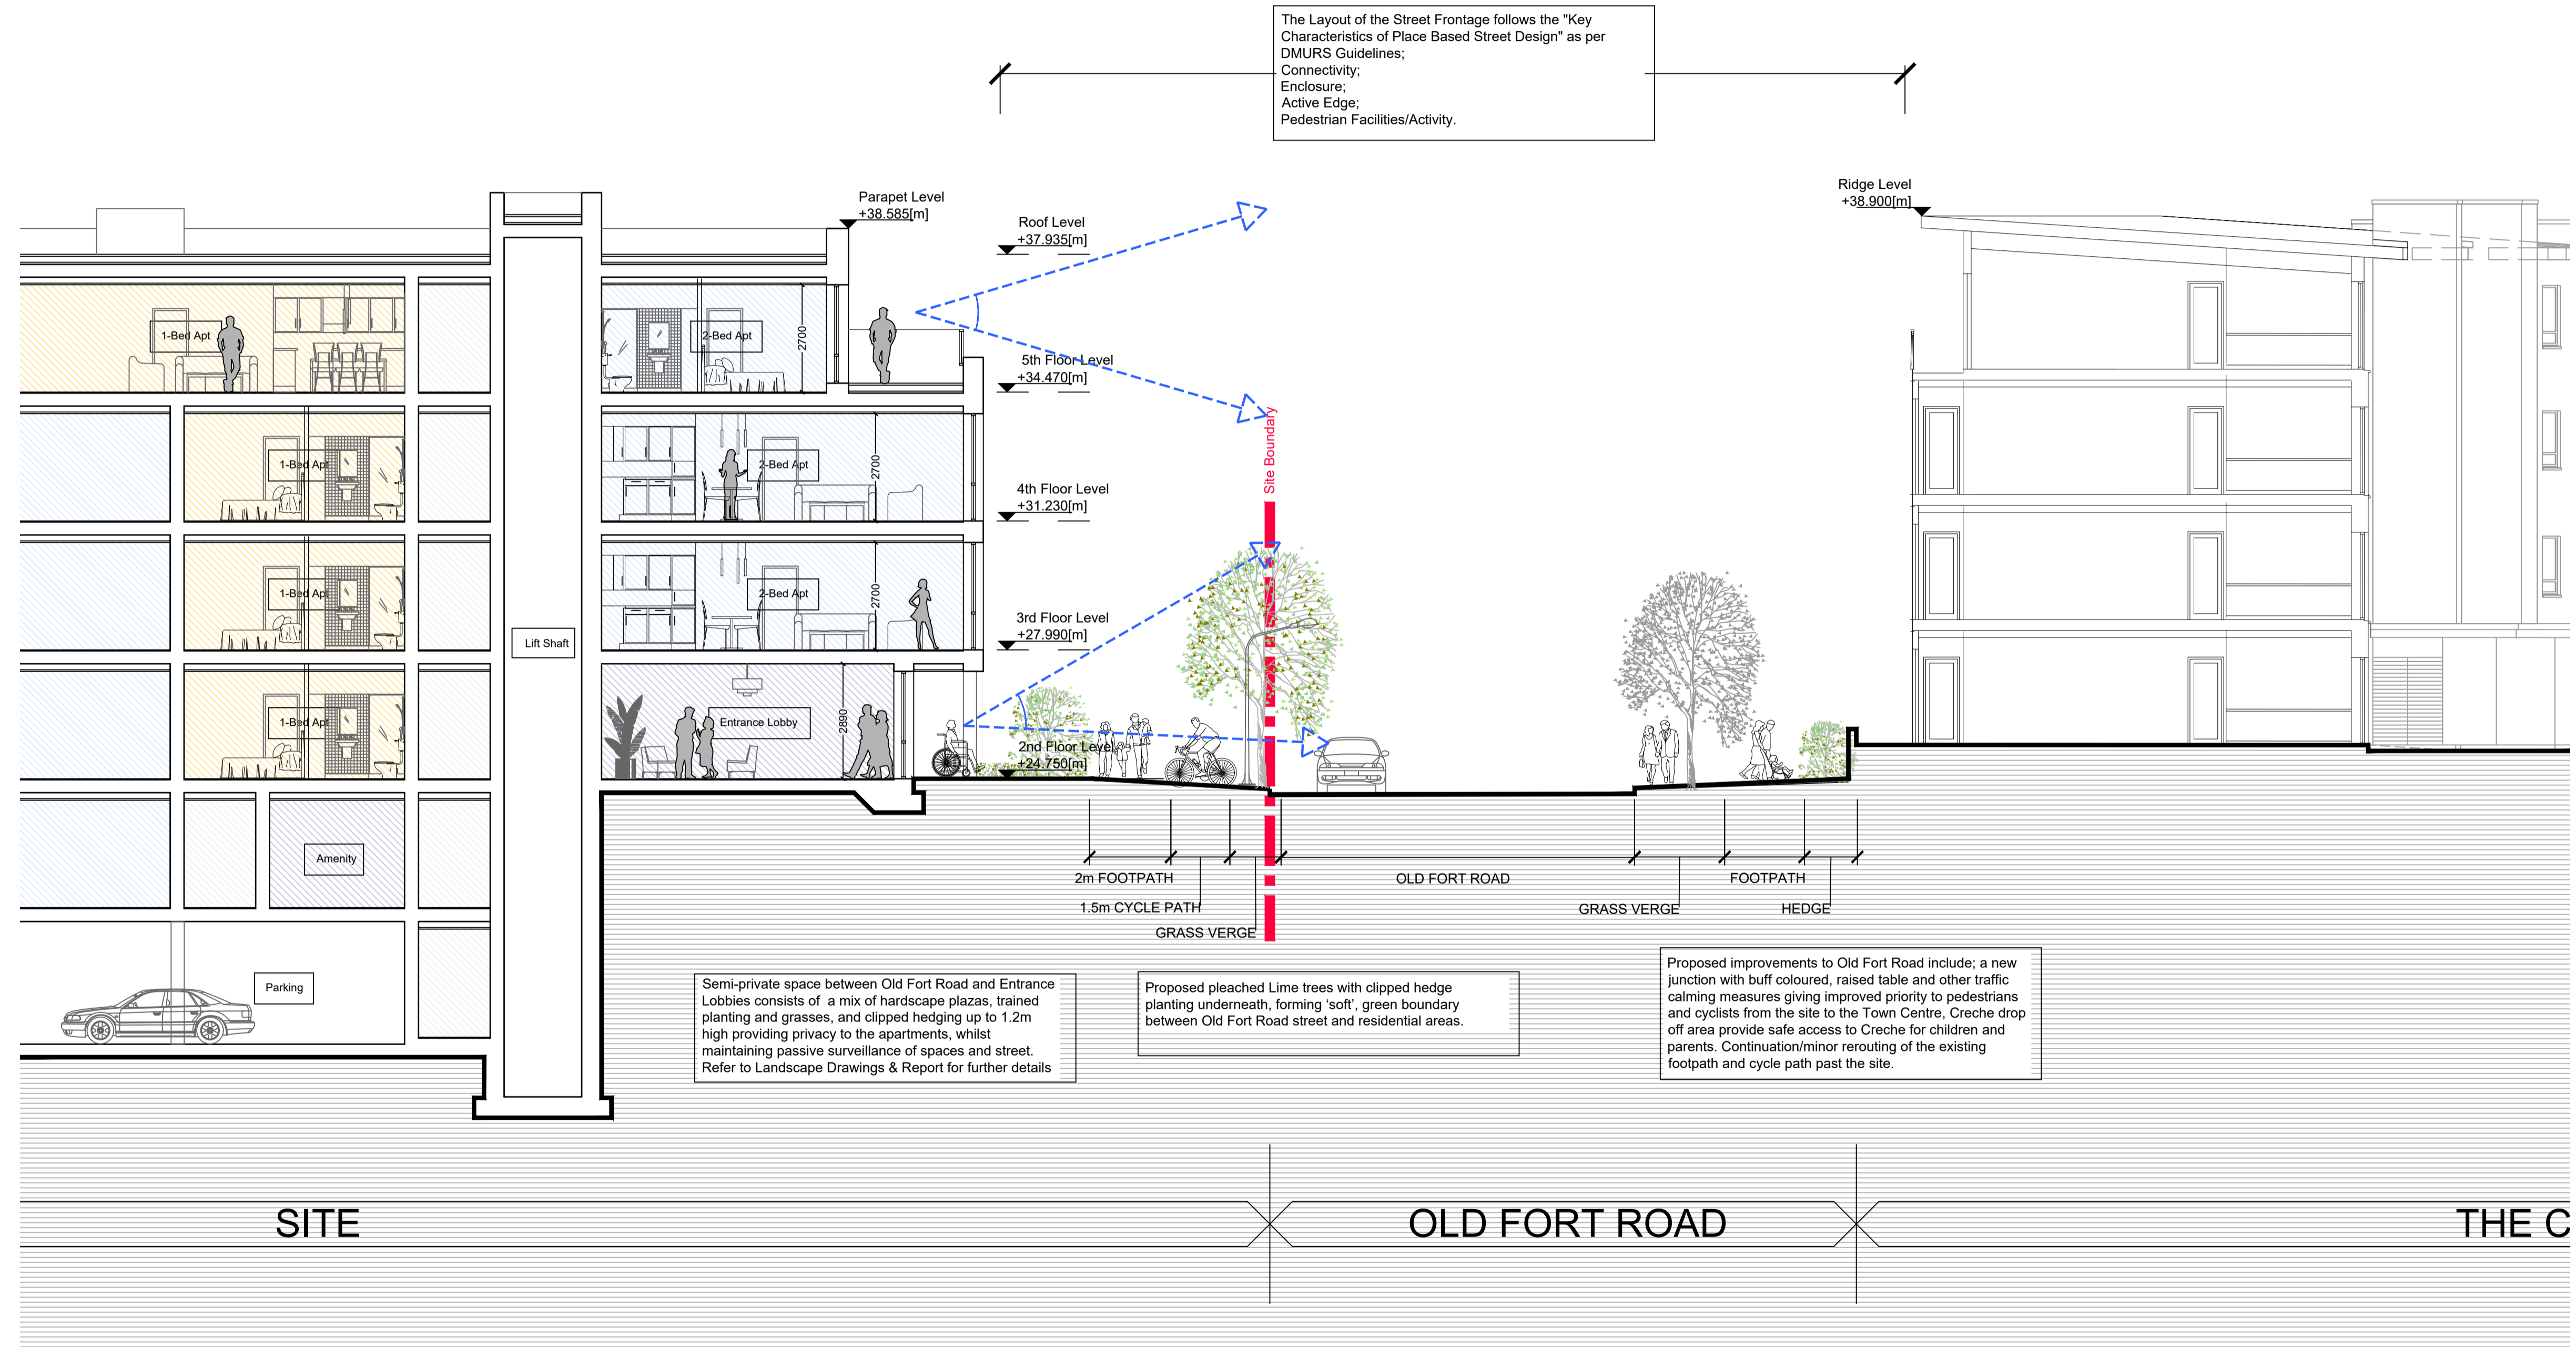 The Layout of the Street Frontage follows the "Key
Characteristics of Place Based Street Design" as per
DMURS Guidelines;
Connectivity;
Enclosure;
Active Edge;
Pedestrian Facilities/Activity.
Parapet Level
+38.585[m]
Roof Level
+37.935[m]
Ridge Level
+38.900[m]
1-Bed Apt
2-Bed Apt
2700
5th Floor Level
+34.470[m]
Site Boundary
1-Bed Apt
2-Bed Apt
2700
4th Floor Level
+31.230[m]
1-Bed Apt
2-Bed Apt
2700
3rd Floor Level
+27.990[m]
Lift Shaft
1-Bed Apt
Entrance Lobby
2890
2nd Floor Level
+24.750[m]
Amenity
2m FOOTPATH
OLD FORT ROAD
FOOTPATH
1.5m CYCLE PATH
GRASS VERGE
HEDGE
GRASS VERGE
Parking
Semi-private space between Old Fort Road and Entrance
Lobbies consists of a mix of hardscape plazas, trained
planting and grasses, and clipped hedging up to 1.2m
high providing privacy to the apartments, whilst
maintaining passive surveillance of spaces and street.
Refer to Landscape Drawings & Report for further details
Proposed pleached Lime trees with clipped hedge
planting underneath, forming ‘soft’, green boundary
between Old Fort Road street and residential areas.
Proposed improvements to Old Fort Road include; a new
junction with buff coloured, raised table and other traffic
calming measures giving improved priority to pedestrians
and cyclists from the site to the Town Centre, Creche drop
off area provide safe access to Creche for children and
parents. Continuation/minor rerouting of the existing
footpath and cycle path past the site.
SITE
OLD FORT ROAD
THE C